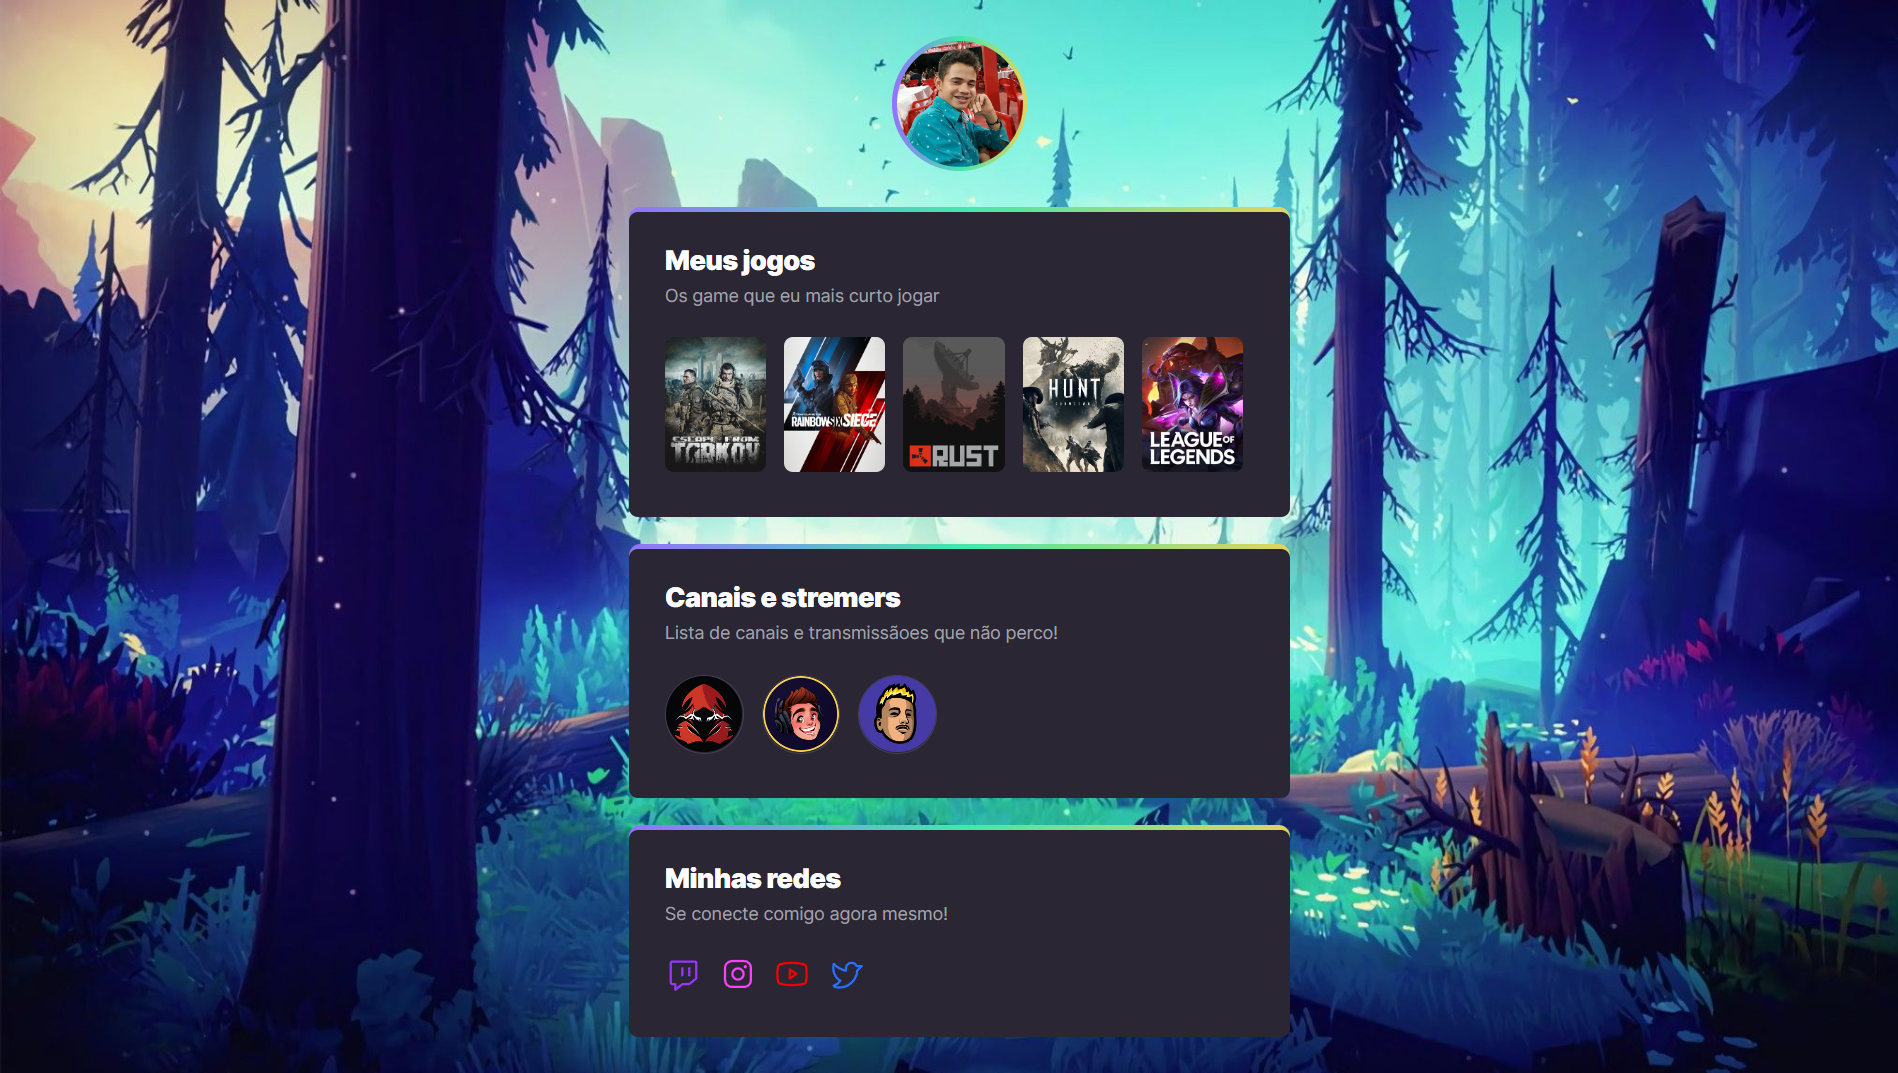 Meus jogos
Os game que eu mais curto jogar
ESCAPE FROM
TARKOV
RAINBOW SIX SIEGE
RUST
HUNT
SHOWDOWN
LEAGUE OF
LEGENDS
Canais e stremers
Lista de canais e transmissãoes que não perco!
Minhas redes
Se conecte comigo agora mesmo!